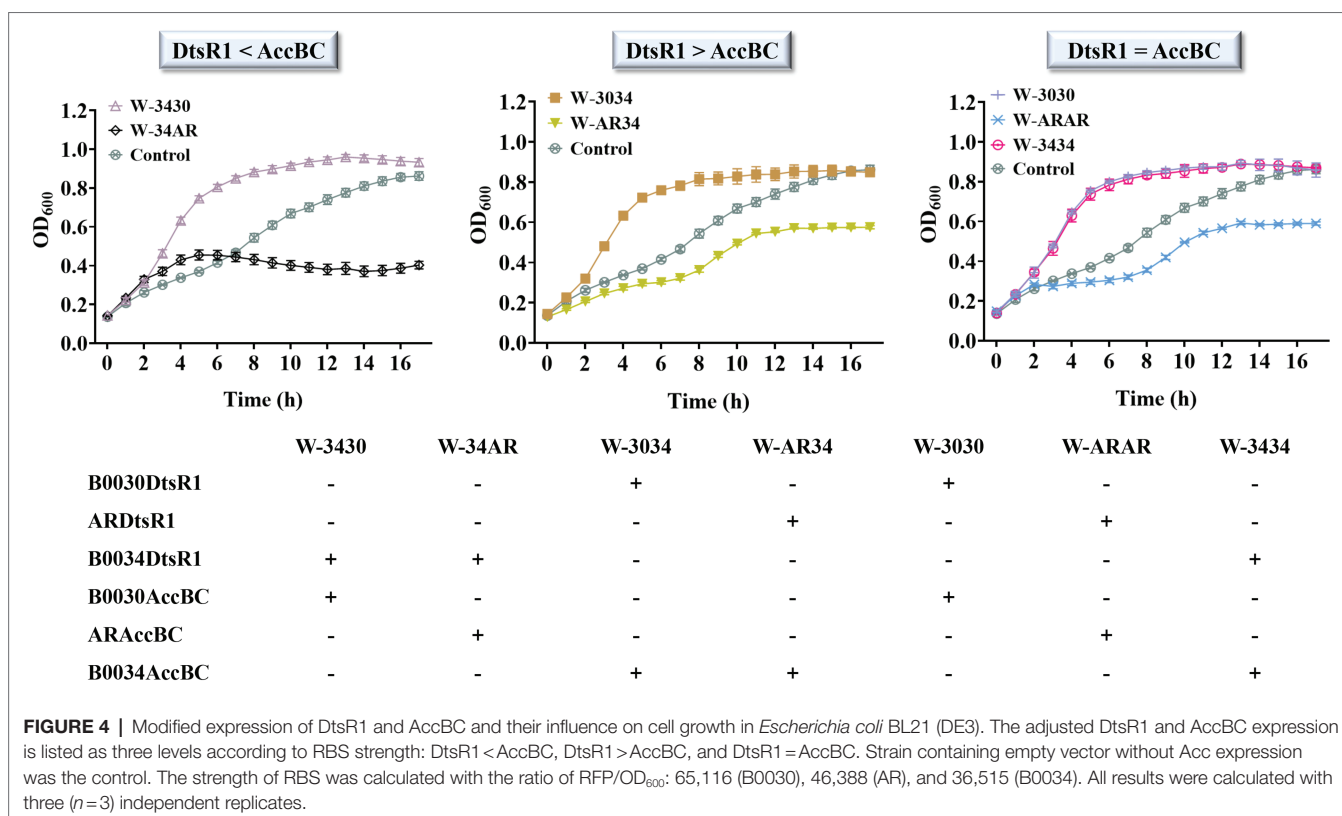 DtsR1 < AccBC
W-3430
W-34AR
Control
OD600
1.2
1.0
0.8
0.6
0.4
0.2
0.0
0 2 4 6 8 10 12 14 16
Time (h)
DtsR1 > AccBC
W-3034
W-AR34
Control
OD600
1.2
1.0
0.8
0.6
0.4
0.2
0.0
0 2 4 6 8 10 12 14 16
Time (h)
DtsR1 = AccBC
W-3030
W-ARAR
W-3434
Control
OD600
1.2
1.0
0.8
0.6
0.4
0.2
0.0
0 2 4 6 8 10 12 14 16
Time (h)
W-3430 W-34AR W-3034 W-AR34 W-3030 W-ARAR W-3434
B0030DtsR1 - - + - + - -
ARDtsR1 - - - + - + -
B0034DtsR1 + + - - - - +
B0030AccBC + - - - + - -
ARAccBC - + - - - + -
B0034AccBC - - + + - - +
FIGURE 4 | Modified expression of DtsR1 and AccBC and their influence on cell growth in Escherichia coli BL21 (DE3). The adjusted DtsR1 and AccBC expression
is listed as three levels according to RBS strength: DtsR1<AccBC, DtsR1>AccBC, and DtsR1=AccBC. Strain containing empty vector without Acc expression
was the control. The strength of RBS was calculated with the ratio of RFP/OD600: 65,116 (B0030), 46,388 (AR), and 36,515 (B0034). All results were calculated with
three (n=3) independent replicates.